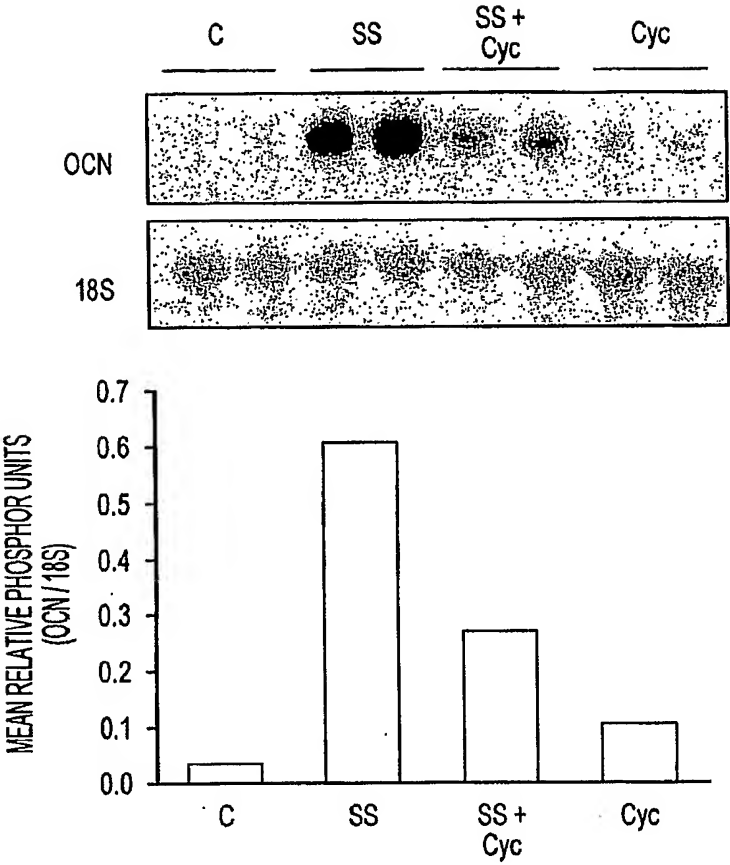 C SS SS + Cyc Cyc
OCN
18S
MEAN RELATIVE PHOSPHOR UNITS
(OCN / 18S)
0.7
0.6
0.5
0.4
0.3
0.2
0.1
0.0
C SS SS + Cyc Cyc